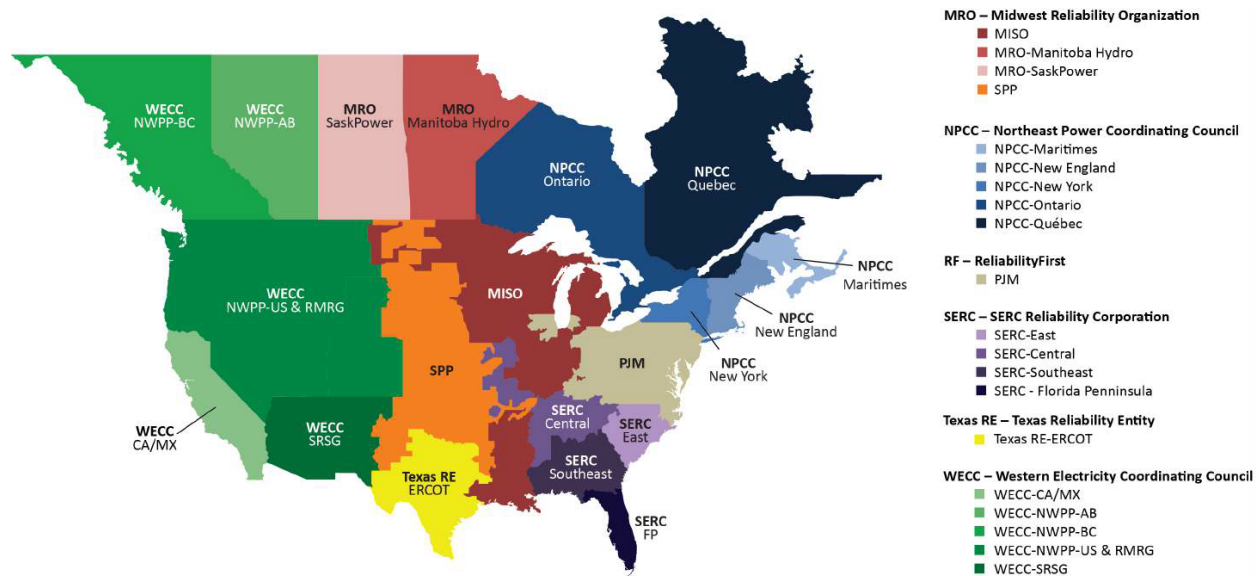 WECC
NWPP-BC
WECC
NWPP-AB
MRO
SaskPower
MRO
Manitoba Hydro
NPCC
Ontario
NPCC
Quebec
NPCC
Maritimes
NPCC
New England
NPCC
New York
WECC
NWPP-US & RMRG
MISO
SPP
PJM
WECC
CA/MX
WECC
SRSG
SERC
Central
SERC
East
SERC
Southeast
Texas RE
ERCOT
SERC
FP
MRO – Midwest Reliability Organization
MISO
MRO-Manitoba Hydro
MRO-SaskPower
SPP
NPCC – Northeast Power Coordinating Council
NPCC-Maritimes
NPCC-New England
NPCC-New York
NPCC-Ontario
NPCC-Québec
RF – ReliabilityFirst
PJM
SERC – SERC Reliability Corporation
SERC-East
SERC-Central
SERC-Southeast
SERC - Florida Penninsula
Texas RE – Texas Reliability Entity
Texas RE-ERCOT
WECC – Western Electricity Coordinating Council
WECC-CA/MX
WECC-NWPP-AB
WECC-NWPP-BC
WECC-NWPP-US & RMRG
WECC-SRSG